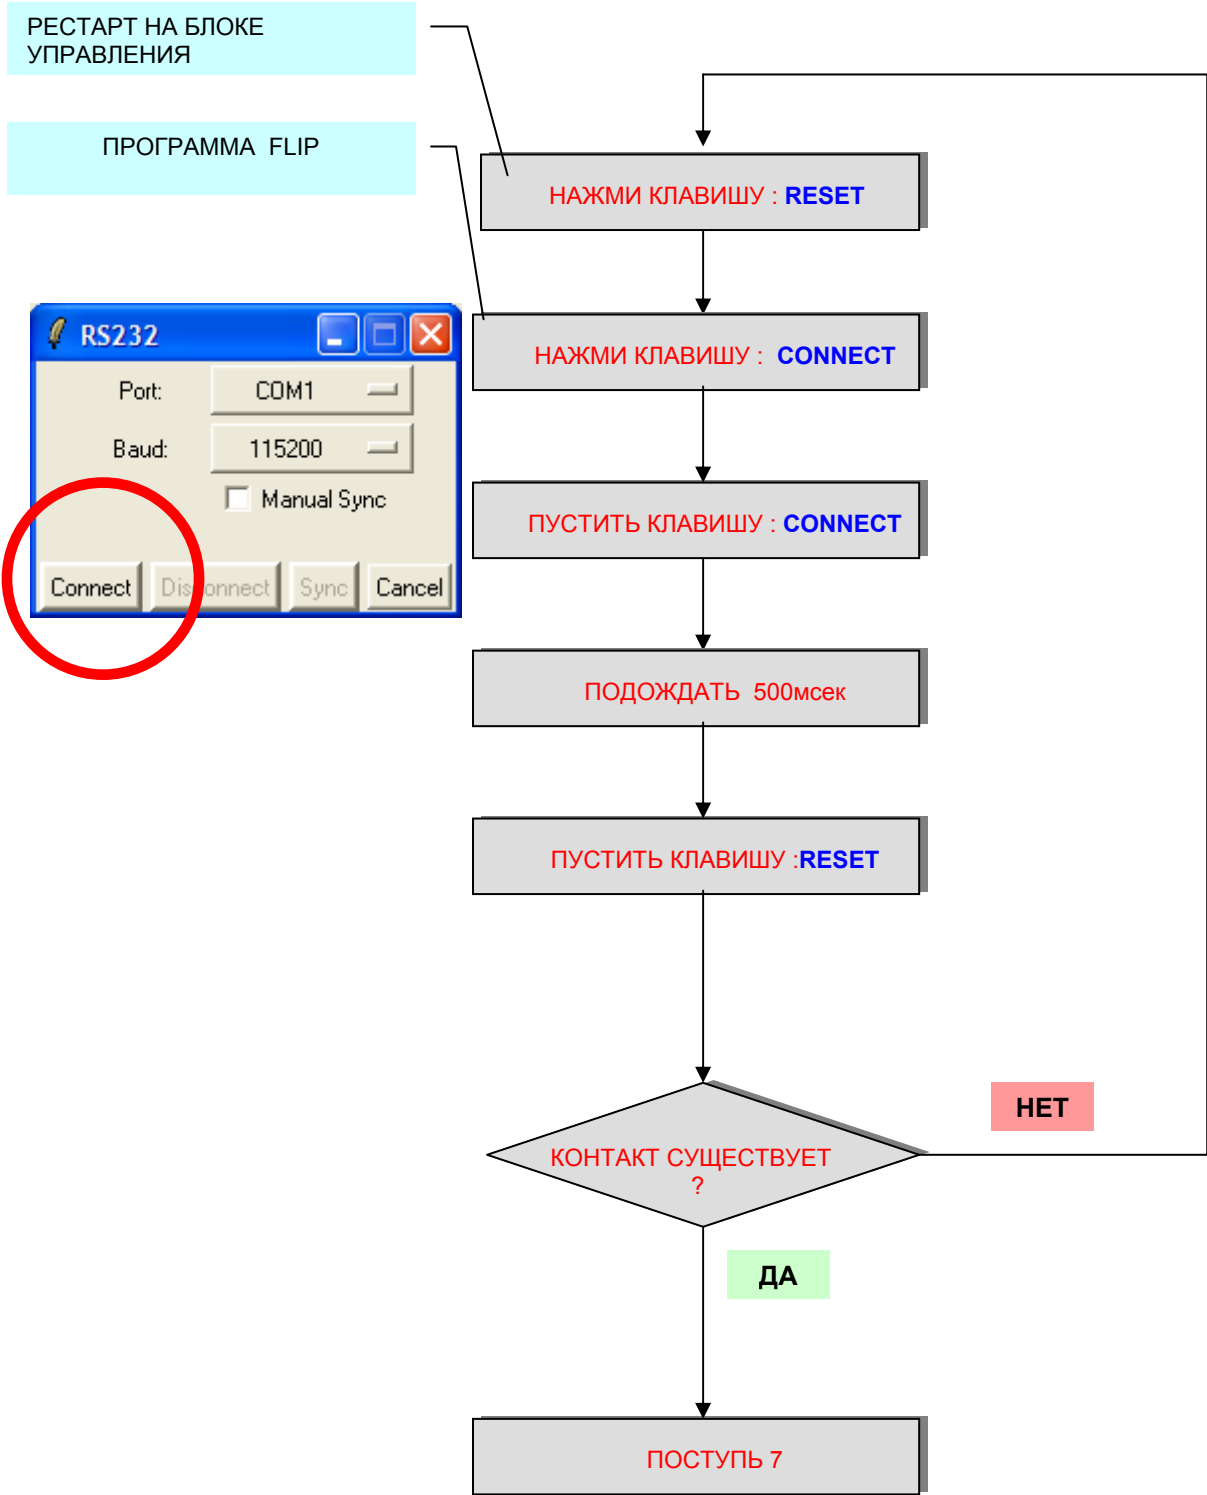 РЕСТАРТ НА БЛОКЕ
УПРАВЛЕНИЯ
ПРОГРАММА FLIP
НАЖМИ КЛАВИШУ : RESET
RS232
Port: COM1
Baud: 115200
Manual Sync
Connect Disconnect Sync Cancel
НАЖМИ КЛАВИШУ : CONNECT
ПУСТИТЬ КЛАВИШУ : CONNECT
ПОДОЖДАТЬ 500мсек
ПУСТИТЬ КЛАВИШУ :RESET
НЕТ
КОНТАКТ СУЩЕСТВУЕТ
?
ДА
ПОСТУПЬ 7